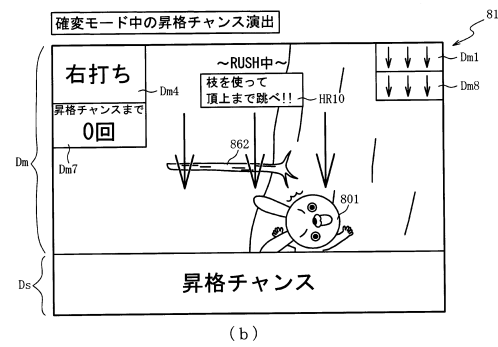 確変モード中の昇格チャンス演出
81
右打ち
昇格チャンスまで
0回
～RUSH中～
枝を使って
頂上まで跳べ!!
HR10
Dm1
Dm8
Dm4
Dm7
Dm
862
801
昇格チャンス
Ds
(b)